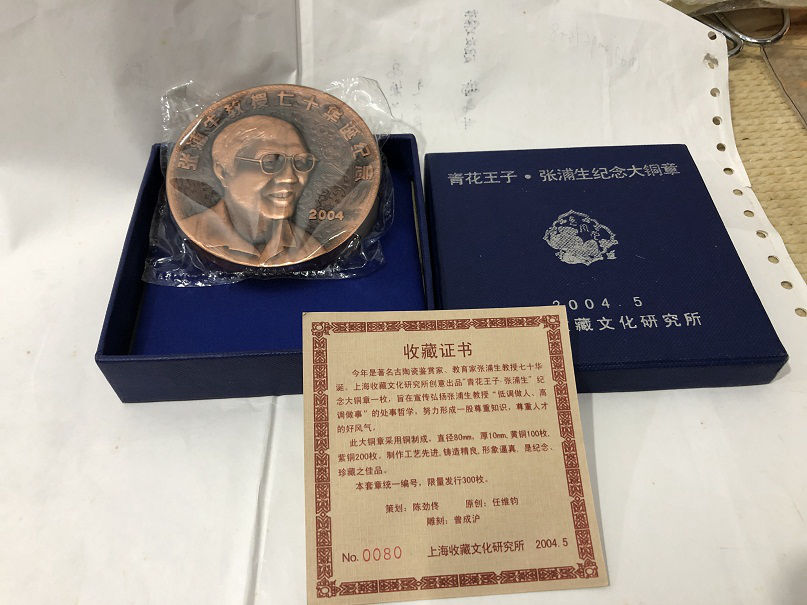 张浦生教授七十华诞纪念
2004
青花王子·张浦生纪念大铜章
2004.5
收藏文化研究所
收藏证书
今年是著名古陶瓷鉴赏家、教育家张浦生教授七十华
诞。上海收藏文化研究所创意出品"青花王子·张浦生"纪
念大铜章一枚，旨在宣传弘扬张浦生教授"低调做人、高
调做事"的处事哲学，努力形成一股尊重知识，尊重人才
的好风气。
此大铜章采用铜制成，直径80mm，厚10mm，黄铜100枚，
紫铜200枚。制作工艺先进，铸造精良，形象逼真，是纪念、
珍藏之佳品。
本套章统一编号，限量发行300枚。
策划：陈劲佟 原创：任维钧
雕刻：曾成沪
No.0080 上海收藏文化研究所 2004.5